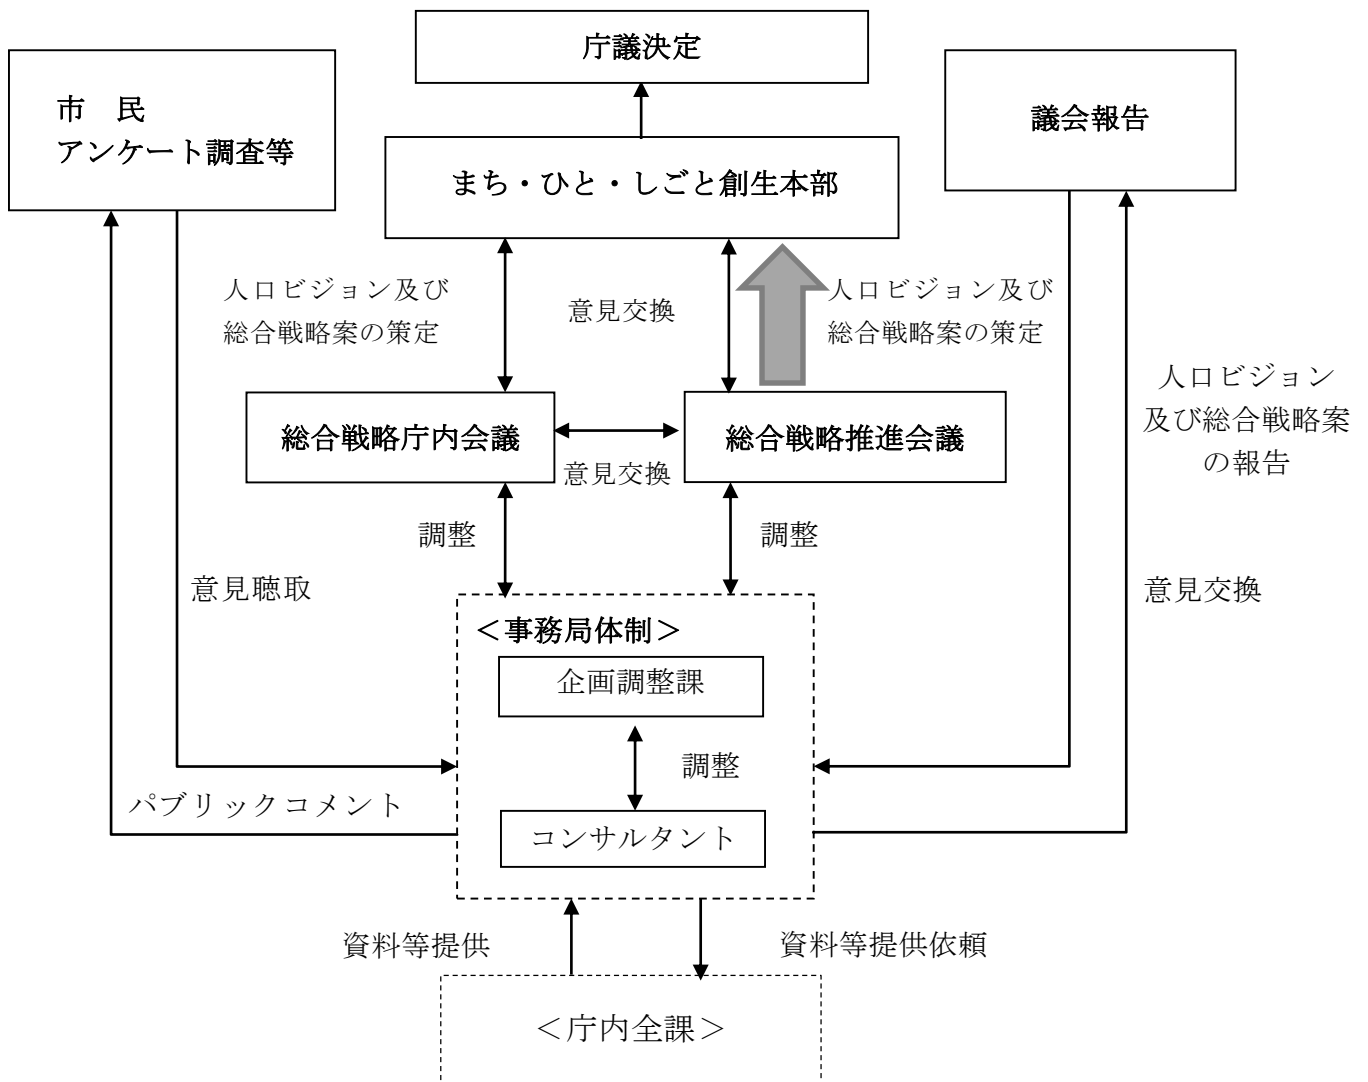 庁議決定
市　民
アンケート調査等
議会報告
まち・ひと・しごと創生本部
人口ビジョン及び
総合戦略案の策定
意見交換
人口ビジョン及び
総合戦略案の策定
人口ビジョン
及び総合戦略案
の報告
総合戦略庁内会議
意見交換
総合戦略推進会議
調整
調整
意見聴取
意見交換
＜事務局体制＞
企画調整課
調整
コンサルタント
パブリックコメント
資料等提供
資料等提供依頼
＜庁内全課＞